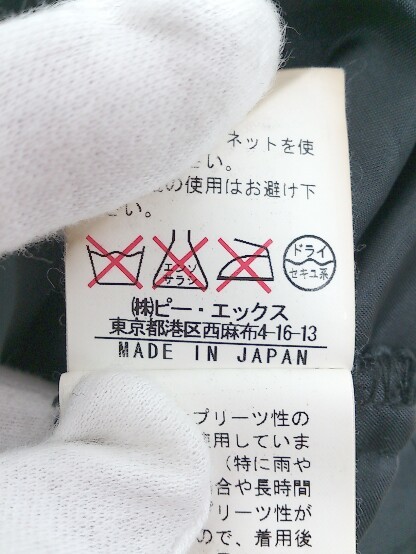 ネットを使
い。
の使用はお避け下
い。
エンソ
サラシ
ドライ
セキユ系
(株)ピー・エックス
東京都港区西麻布4-16-13
MADE IN JAPAN
プリーツ性の
用していま
(特に雨や
合や長時間
プリーツ性が
ので、着用後